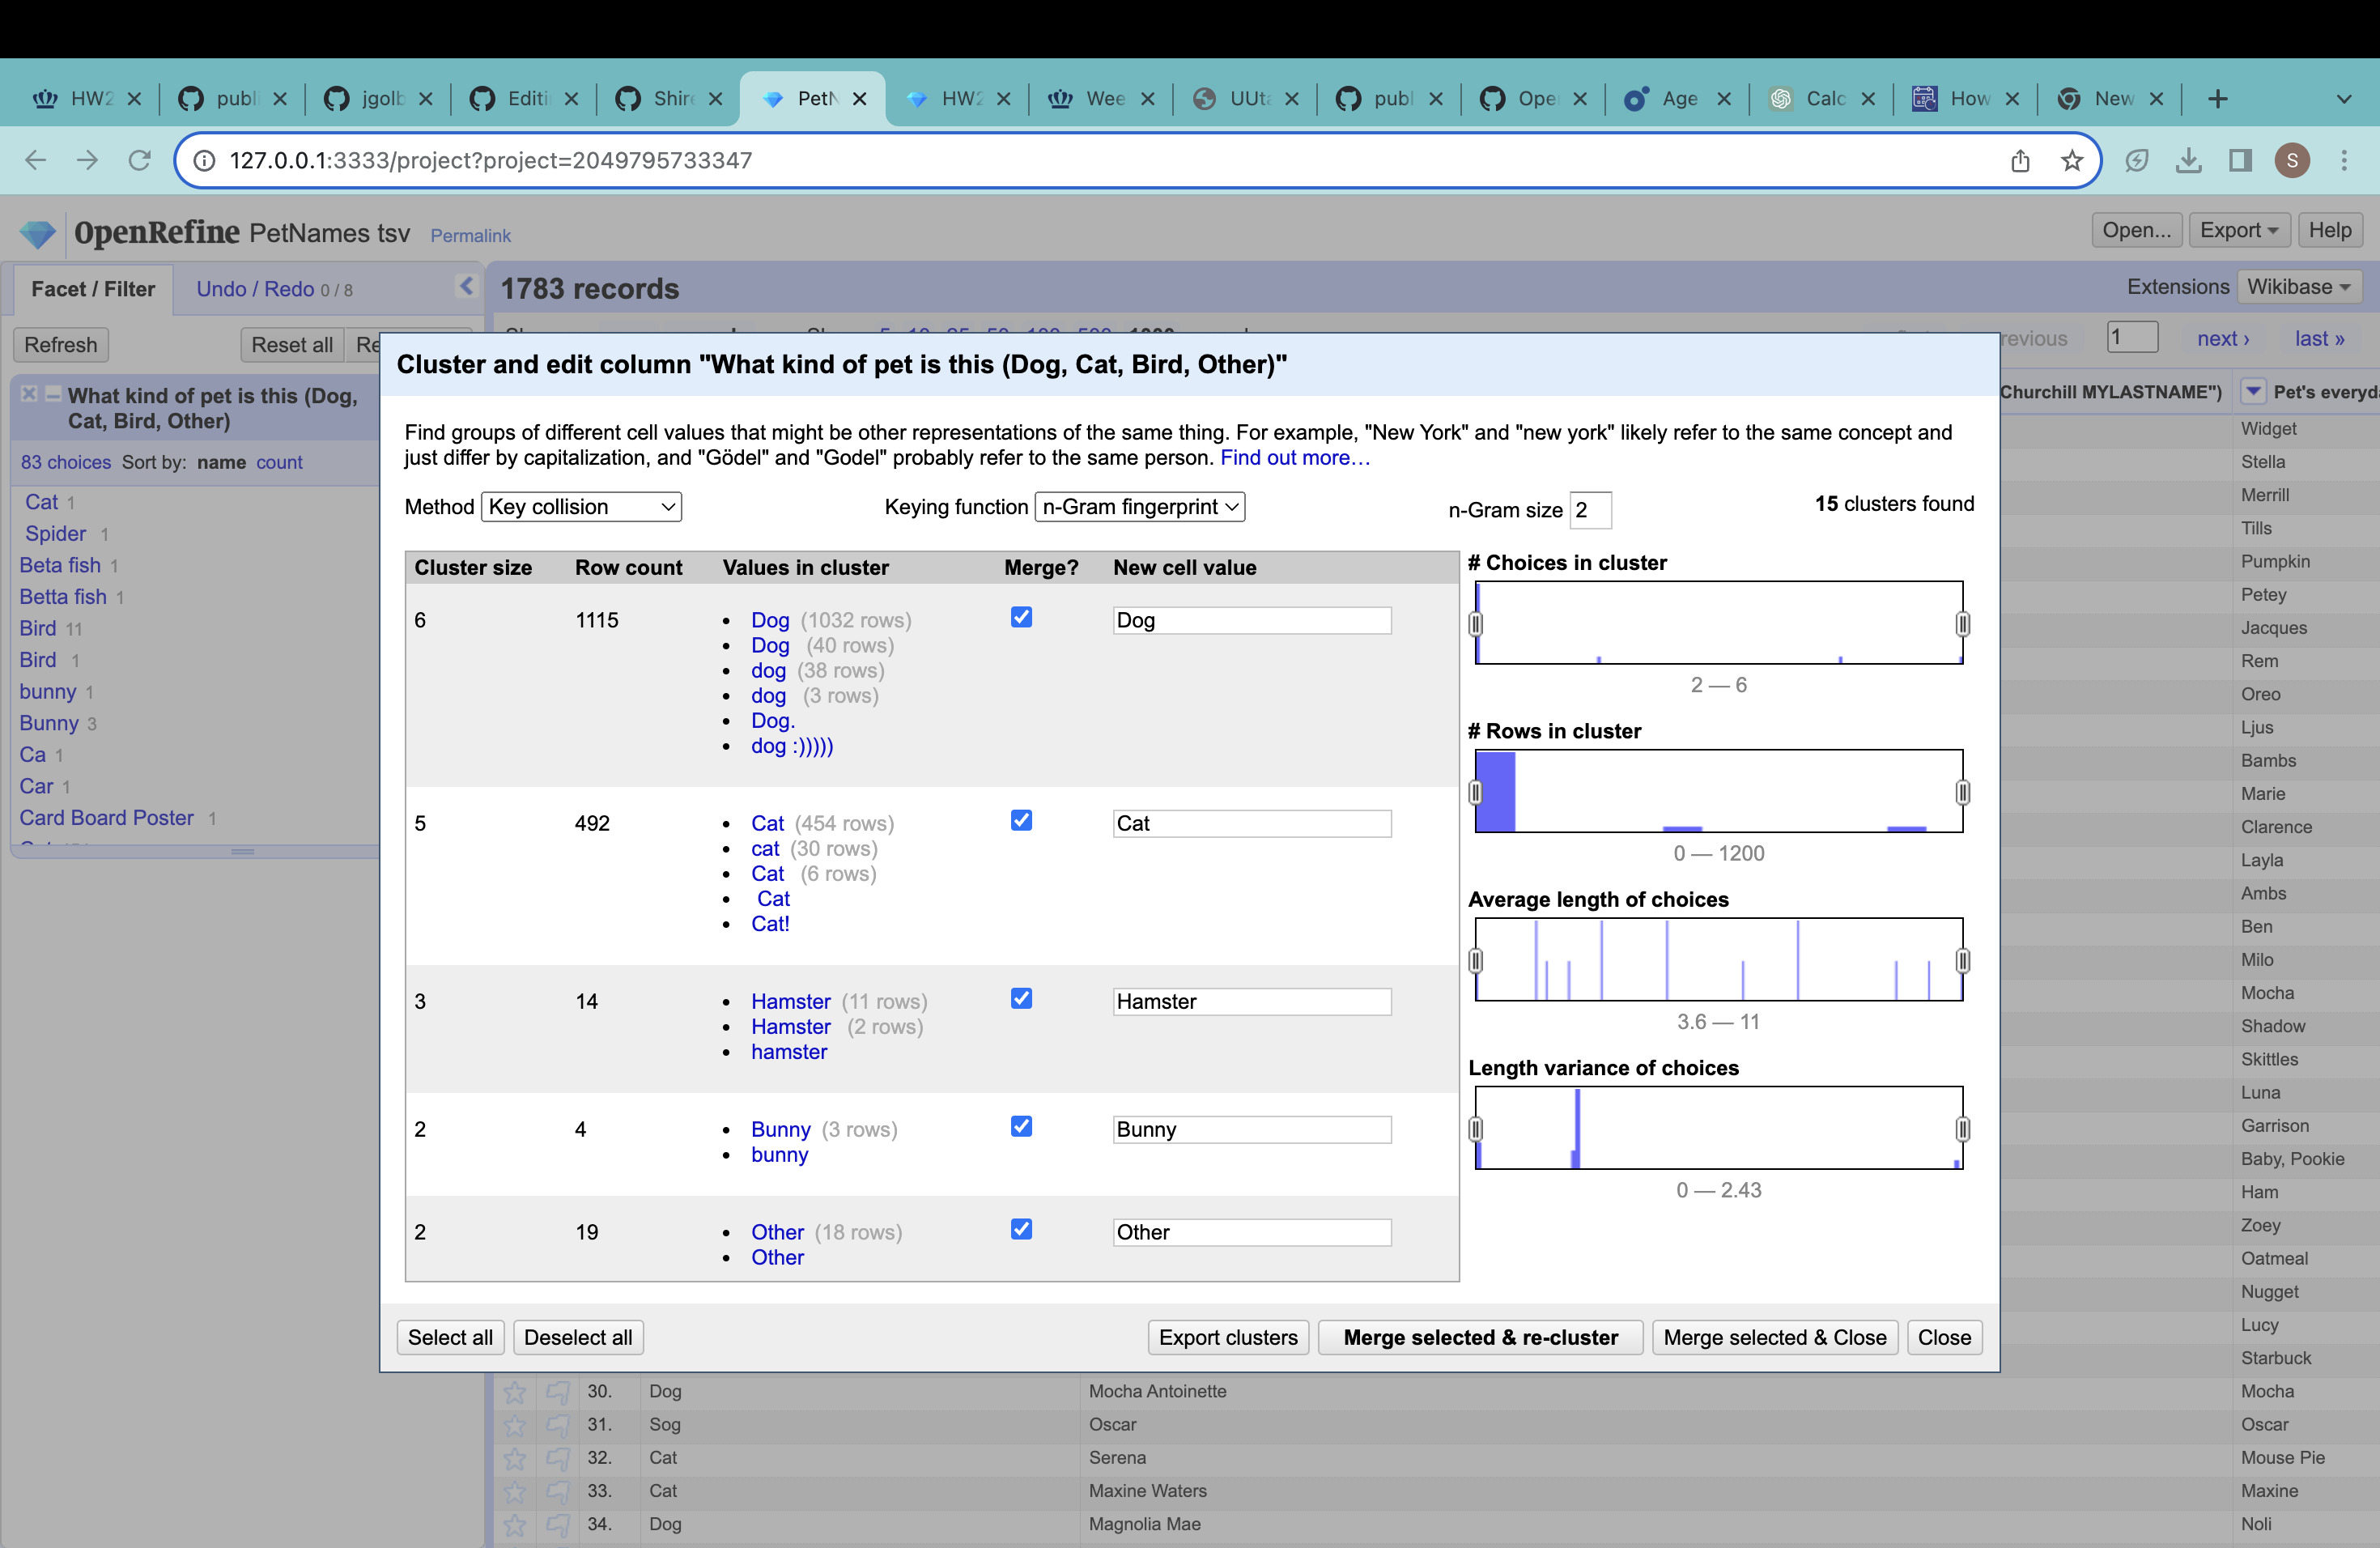 HW2 publ jgolb Editi Shire PetN HW2 Wee UUta publ Ope Age Calc How New
127.0.0.1:3333/project?project=2049795733347 S
OpenRefine PetNames tsv Permalink Open... Export Help
Facet / Filter Undo / Redo 0 / 8 1783 records Extensions Wikibase
Refresh Reset all Re 1 next › last »
What kind of pet is this (Dog, Cat, Bird, Other)
83 choices Sort by: name count
Cat 1
Spider 1
Beta fish 1
Betta fish 1
Bird 11
Bird 1
bunny 1
Bunny 3
Ca 1
Car 1
Card Board Poster 1
Cluster and edit column "What kind of pet is this (Dog, Cat, Bird, Other)"
Find groups of different cell values that might be other representations of the same thing. For example, "New York" and "new york" likely refer to the same concept and
just differ by capitalization, and "Gödel" and "Godel" probably refer to the same person. Find out more…
Method Key collision Keying function n-Gram fingerprint n-Gram size 2 15 clusters found
Cluster size Row count Values in cluster Merge? New cell value
6 1115 • Dog (1032 rows) Dog
• Dog (40 rows)
• dog (38 rows)
• dog (3 rows)
• Dog.
• dog :)))))
5 492 • Cat (454 rows) Cat
• cat (30 rows)
• Cat (6 rows)
• Cat
• Cat!
3 14 • Hamster (11 rows) Hamster
• Hamster (2 rows)
• hamster
2 4 • Bunny (3 rows) Bunny
• bunny
2 19 • Other (18 rows) Other
• Other
# Choices in cluster
2 — 6
# Rows in cluster
0 — 1200
Average length of choices
3.6 — 11
Length variance of choices
0 — 2.43
Select all Deselect all Export clusters Merge selected & re-cluster Merge selected & Close Close
Churchill MYLASTNAME") Pet's everyd
Widget
Stella
Merrill
Tills
Pumpkin
Petey
Jacques
Rem
Oreo
Ljus
Bambs
Marie
Clarence
Layla
Ambs
Ben
Milo
Mocha
Shadow
Skittles
Luna
Garrison
Baby, Pookie
Ham
Zoey
Oatmeal
Nugget
Lucy
Starbuck
30. Dog Mocha Antoinette Mocha
31. Sog Oscar Oscar
32. Cat Serena Mouse Pie
33. Cat Maxine Waters Maxine
34. Dog Magnolia Mae Noli